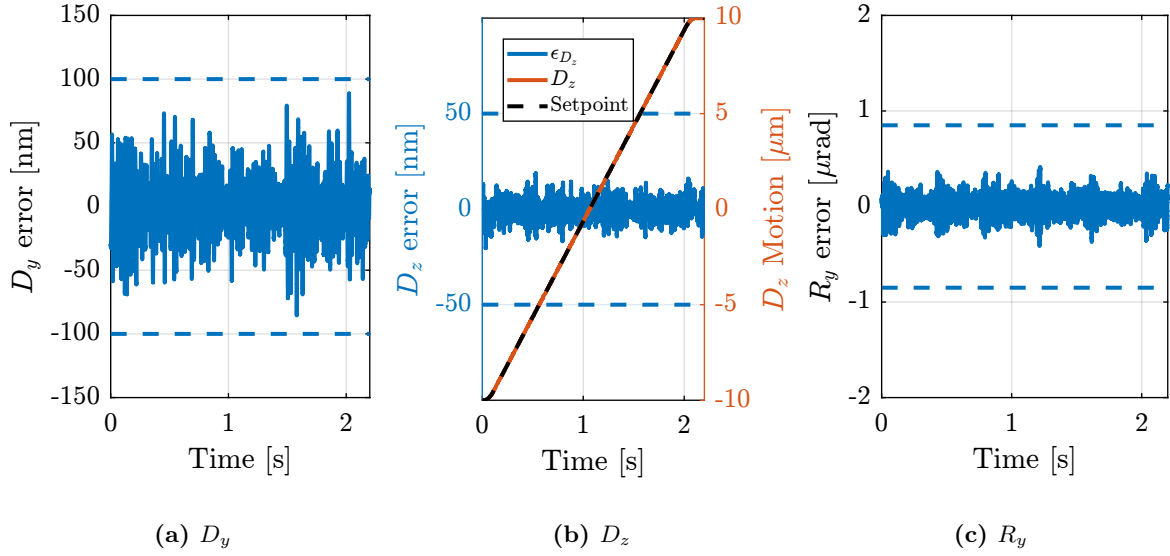 150
100
50
0
-50
-100
-150
D_y error [nm]
0
1
2
Time [s]
(a) D_y
50
0
-50
D_z error [nm]
ϵ_{D_z}
D_z
Setpoint
10
5
0
-5
-10
D_z Motion [μm]
0
1
2
Time [s]
(b) D_z
2
1
0
-1
-2
R_y error [μrad]
0
1
2
Time [s]
(c) R_y